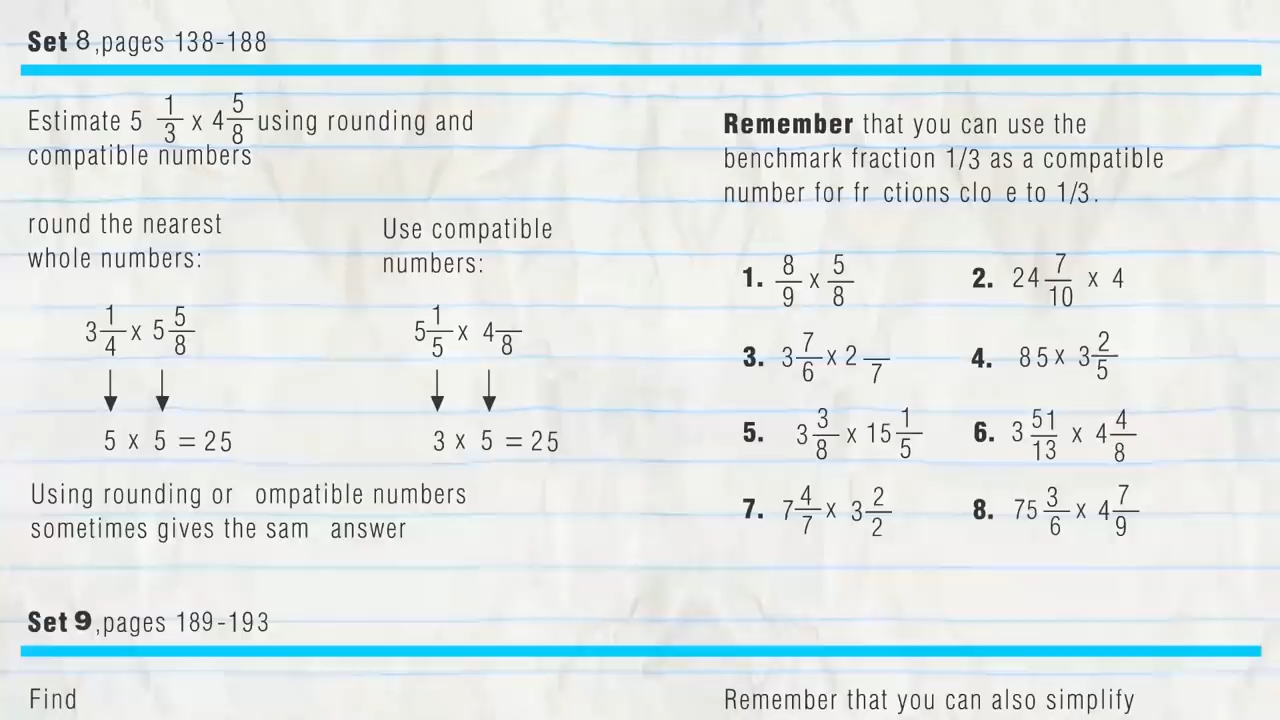 Set 8,pages 138-188
Estimate 5 1/3 x 4 5/8 using rounding and
compatible numbers
round the nearest
whole numbers:
3 1/4 x 5 5/8
5 x 5 = 25
Use compatible
numbers:
5 1/5 x 4 /8
3 x 5 = 25
Using rounding or ompatible numbers
sometimes gives the sam answer
Remember that you can use the
benchmark fraction 1/3 as a compatible
number for fr ctions clo e to 1/3.
1. 8/9 x 5/8
2. 24 7/10 x 4
3. 3 7/6 x 2 /7
4. 85 x 3 2/5
5. 3 3/8 x 15 1/5
6. 3 51/13 x 4 4/8
7. 7 4/7 x 3 2/2
8. 75 3/6 x 4 7/9
Set 9,pages 189-193
Find
Remember that you can also simplify